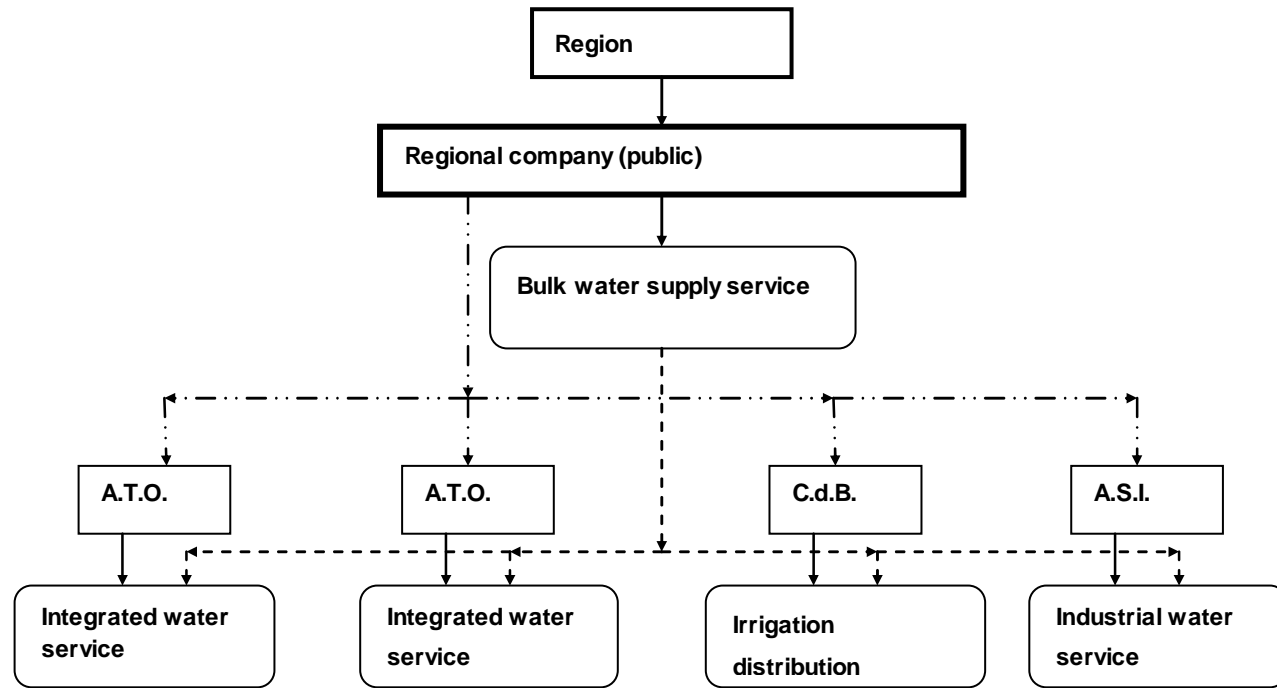 Region
Regional company (public)
Bulk water supply service
A.T.O.
A.T.O.
C.d.B.
A.S.I.
Integrated water
service
Integrated water
service
Irrigation
distribution
Industrial water
service